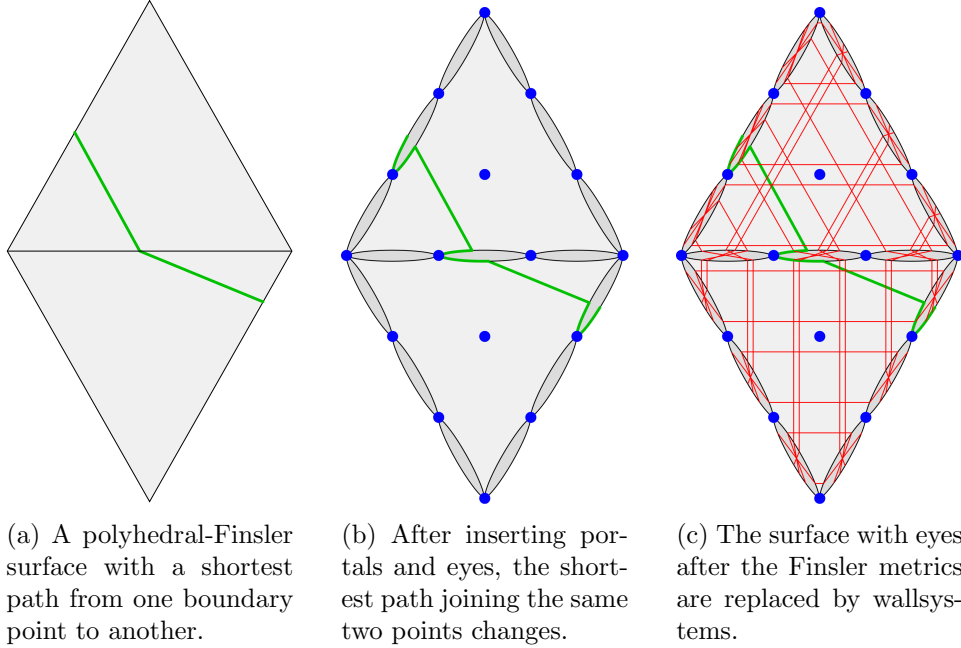 (a) A polyhedral-Finsler
surface with a shortest
path from one boundary
point to another.
(b) After inserting por-
tals and eyes, the short-
est path joining the same
two points changes.
(c) The surface with eyes
after the Finsler metrics
are replaced by wallsys-
tems.